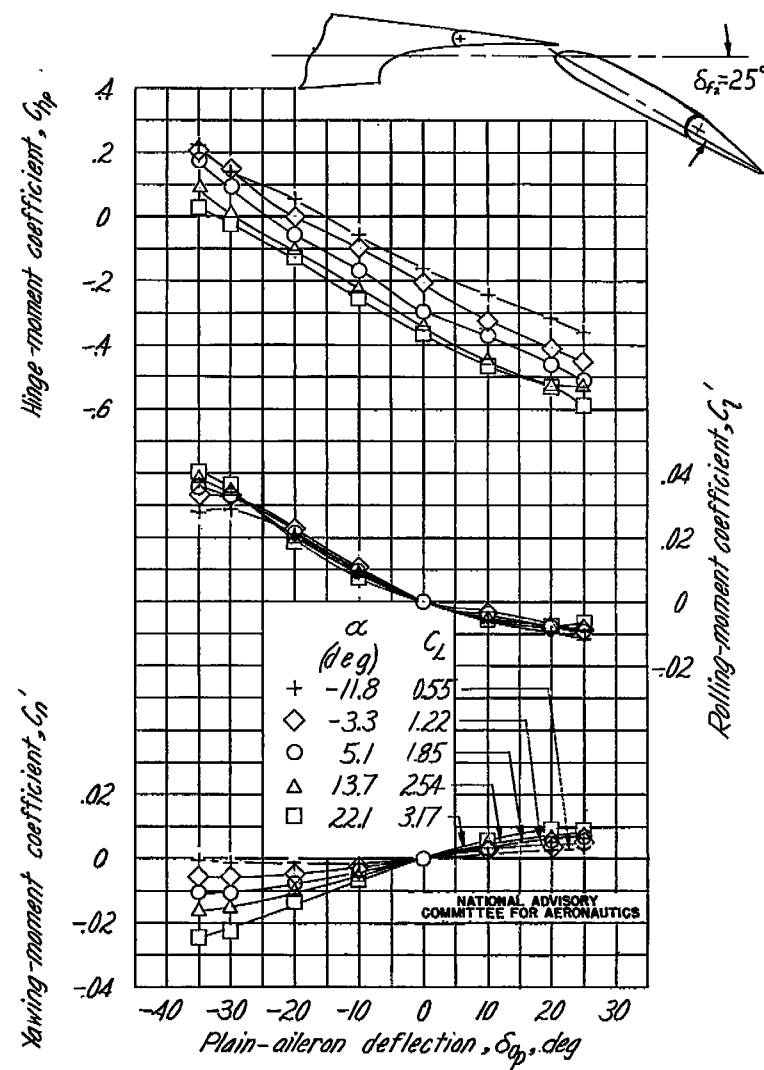 δf₂=25°
Hinge-moment coefficient, Chp
.4
.2
0
-.2
-.4
-.6
Rolling-moment coefficient, Cl'
.04
.02
0
-.02
α
(deg)
CL
-11.8 0.55
-3.3 1.22
5.1 1.85
13.7 2.54
22.1 3.17
Yawing-moment coefficient, Cn'
.02
0
-.02
-.04
NATIONAL ADVISORY
COMMITTEE FOR AERONAUTICS
-40 -30 -20 -10 0 10 20 30
Plain-aileron deflection, δap, deg